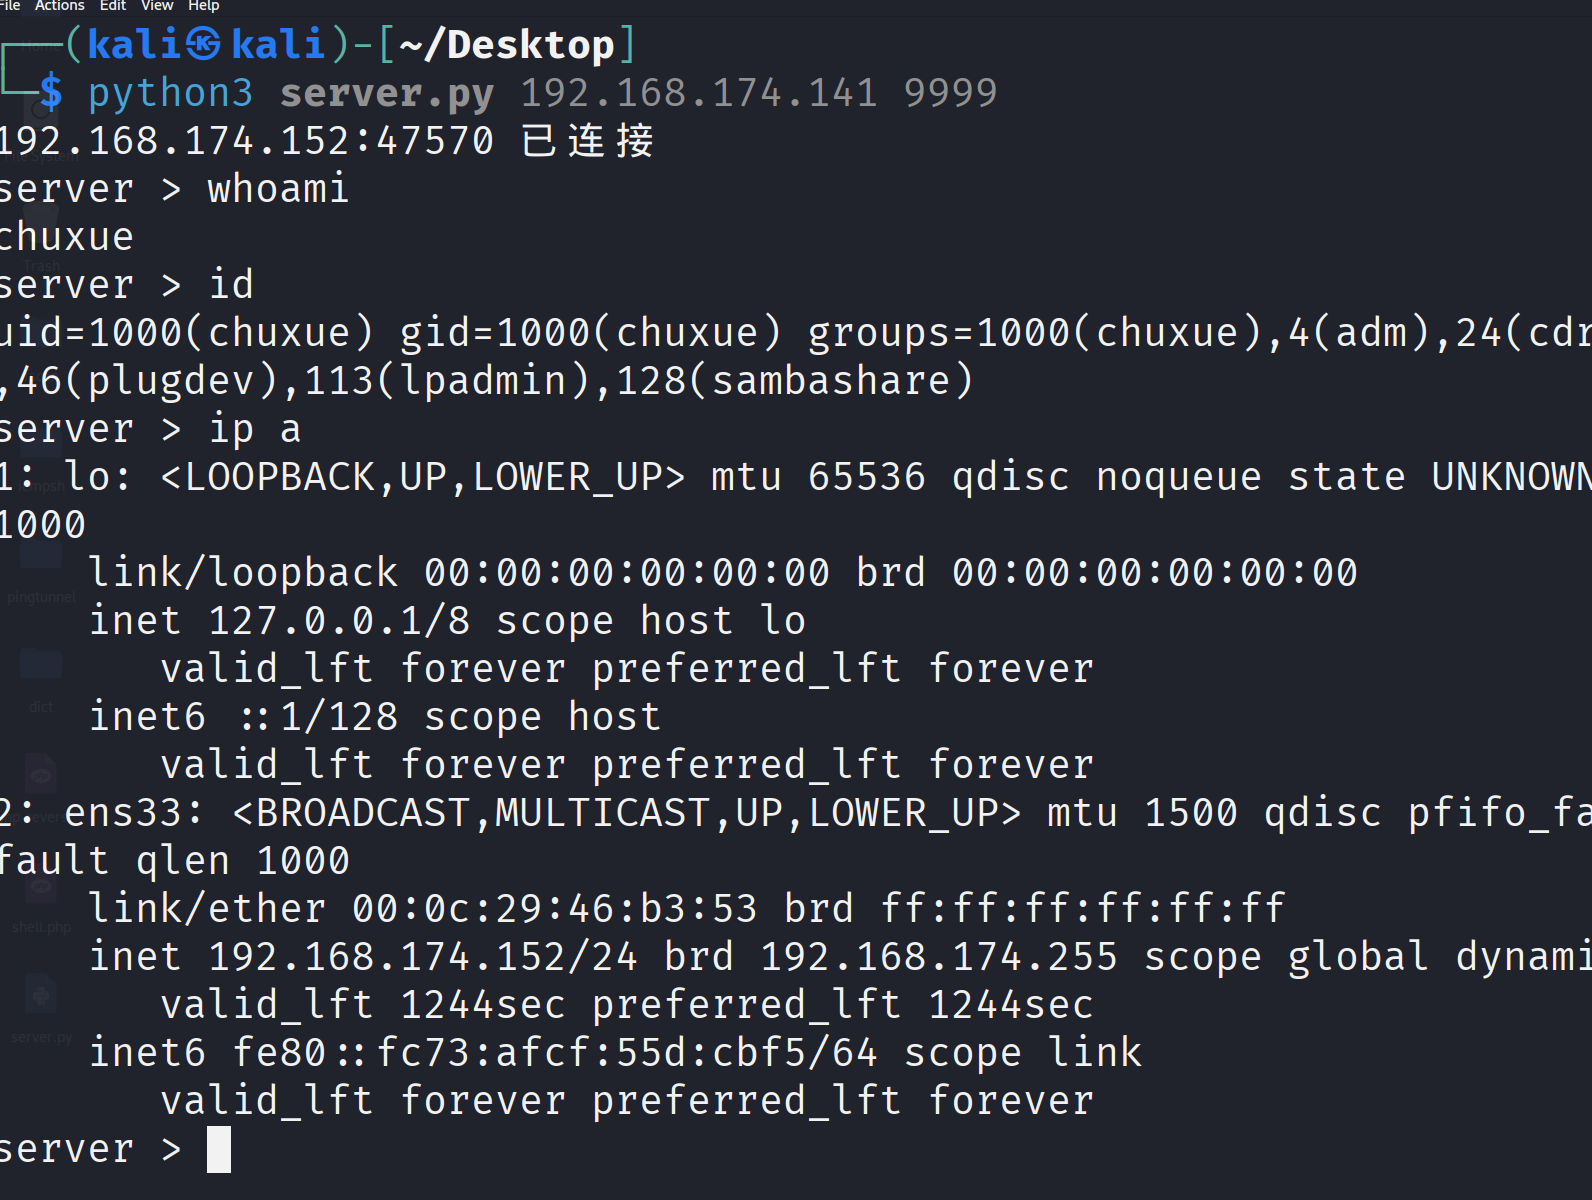 File Actions Edit View Help
(kali㉿kali)-[~/Desktop]
$ python3 server.py 192.168.174.141 9999
192.168.174.152:47570 已连接
server > whoami
chuxue
server > id
uid=1000(chuxue) gid=1000(chuxue) groups=1000(chuxue),4(adm),24(cdr
,46(plugdev),113(lpadmin),128(sambashare)
server > ip a
1: lo: <LOOPBACK,UP,LOWER_UP> mtu 65536 qdisc noqueue state UNKNOWN
1000
link/loopback 00:00:00:00:00:00 brd 00:00:00:00:00:00
inet 127.0.0.1/8 scope host lo
valid_lft forever preferred_lft forever
inet6 ::1/128 scope host
valid_lft forever preferred_lft forever
2: ens33: <BROADCAST,MULTICAST,UP,LOWER_UP> mtu 1500 qdisc pfifo_fa
fault qlen 1000
link/ether 00:0c:29:46:b3:53 brd ff:ff:ff:ff:ff:ff
inet 192.168.174.152/24 brd 192.168.174.255 scope global dynami
valid_lft 1244sec preferred_lft 1244sec
inet6 fe80::fc73:afcf:55d:cbf5/64 scope link
valid_lft forever preferred_lft forever
server >
Trash
pingtunnel
dict
shell.php
server.py